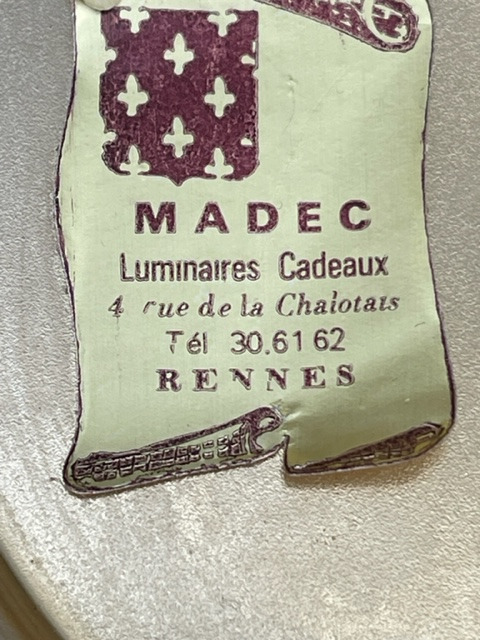 MADEC
Luminaires Cadeaux
4 rue de la Chalotais
Tél 30.61 62
RENNES